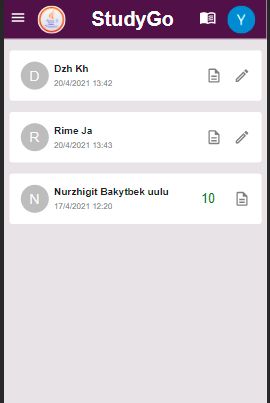 StudyGo
Y
D
Dzh Kh
20/4/2021 13:42
R
Rime Ja
20/4/2021 13:43
N
Nurzhigit Bakytbek uulu
17/4/2021 12:20
10